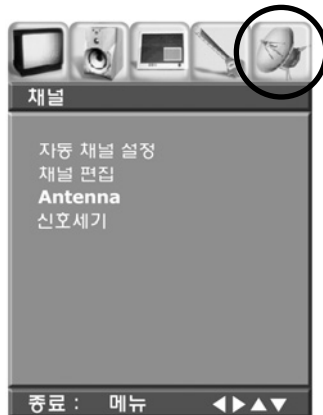 채널
자동 채널 설정
채널 편집
Antenna
신호세기
종료 : 메뉴 ◀▶▲▼